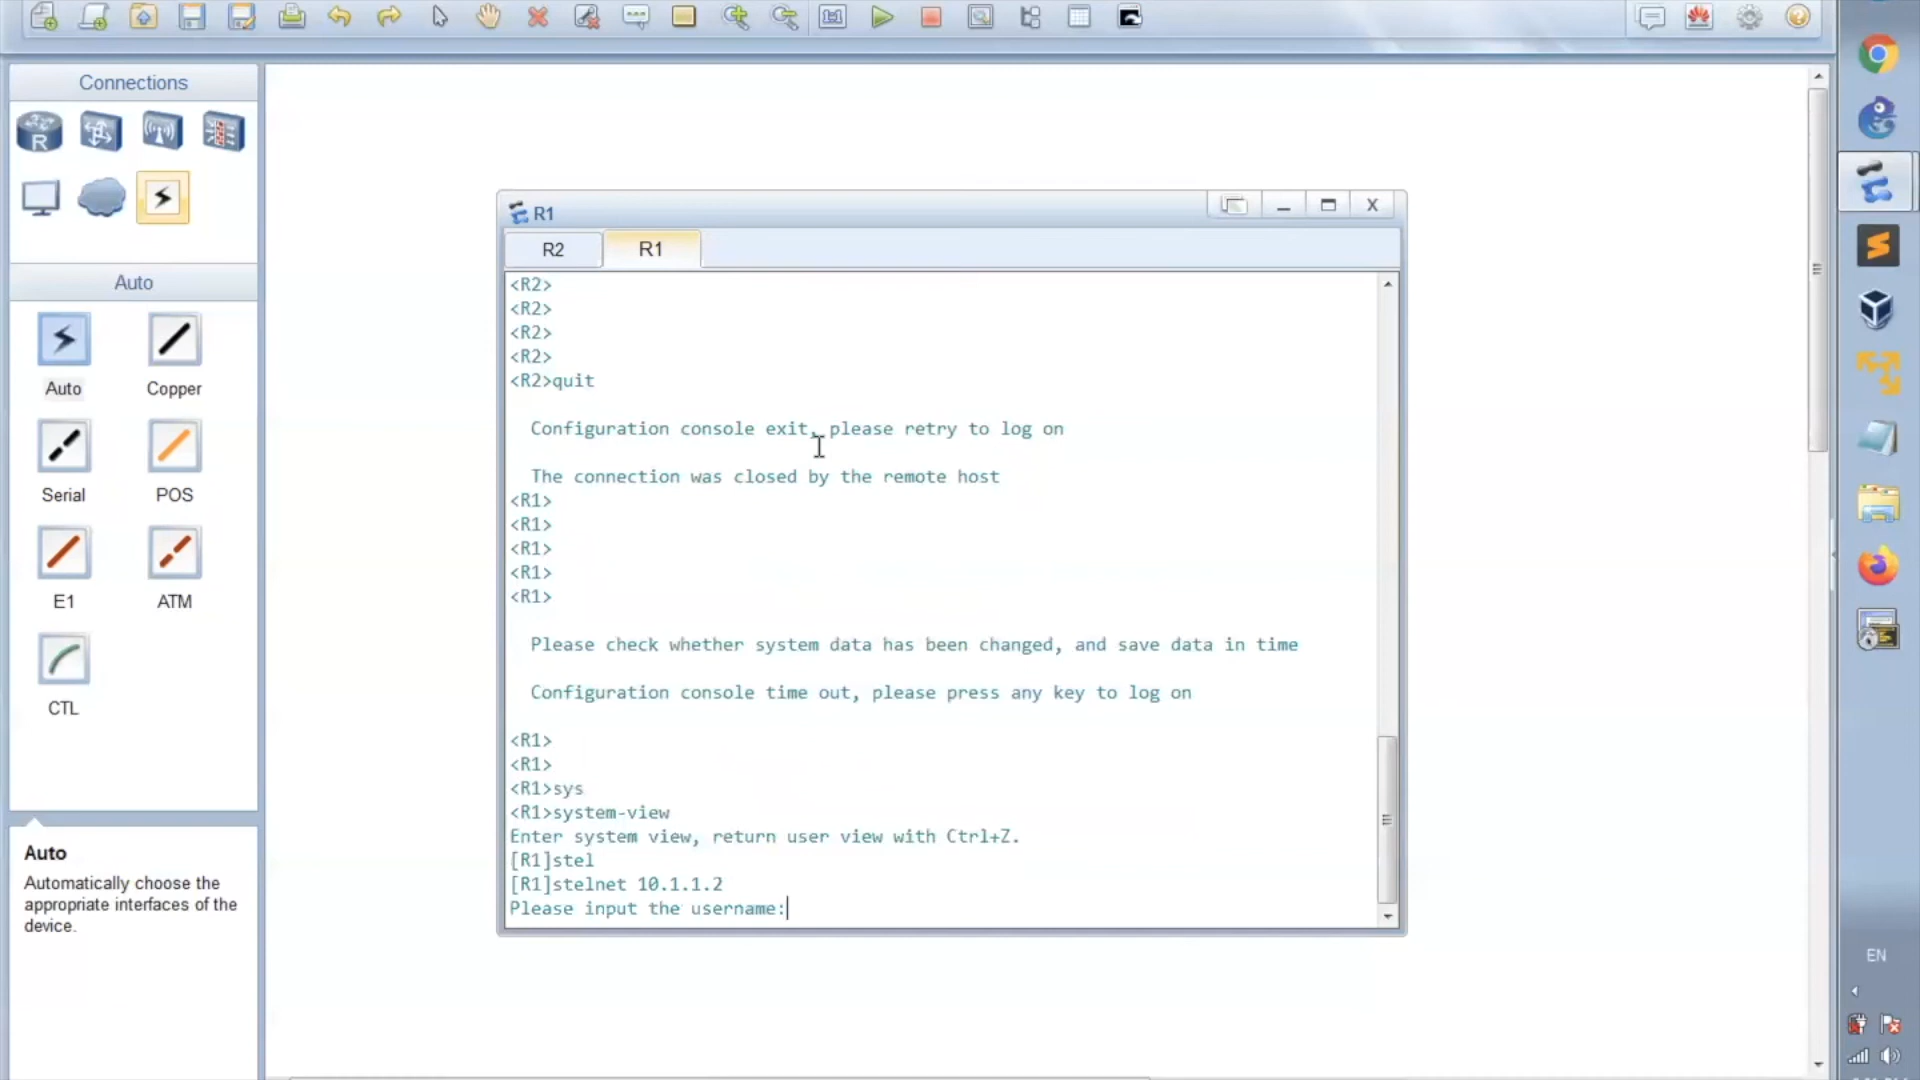 Connections
R
Auto
Auto
Copper
Serial
POS
E1
ATM
CTL
Auto
Automatically choose the
appropriate interfaces of the
device.
R1
R2
R1
<R2>
<R2>
<R2>
<R2>
<R2>quit
Configuration console exit, please retry to log on
The connection was closed by the remote host
<R1>
<R1>
<R1>
<R1>
<R1>
Please check whether system data has been changed, and save data in time
Configuration console time out, please press any key to log on
<R1>
<R1>
<R1>sys
<R1>system-view
Enter system view, return user view with Ctrl+Z.
[R1]stel
[R1]stelnet 10.1.1.2
Please input the username:
EN